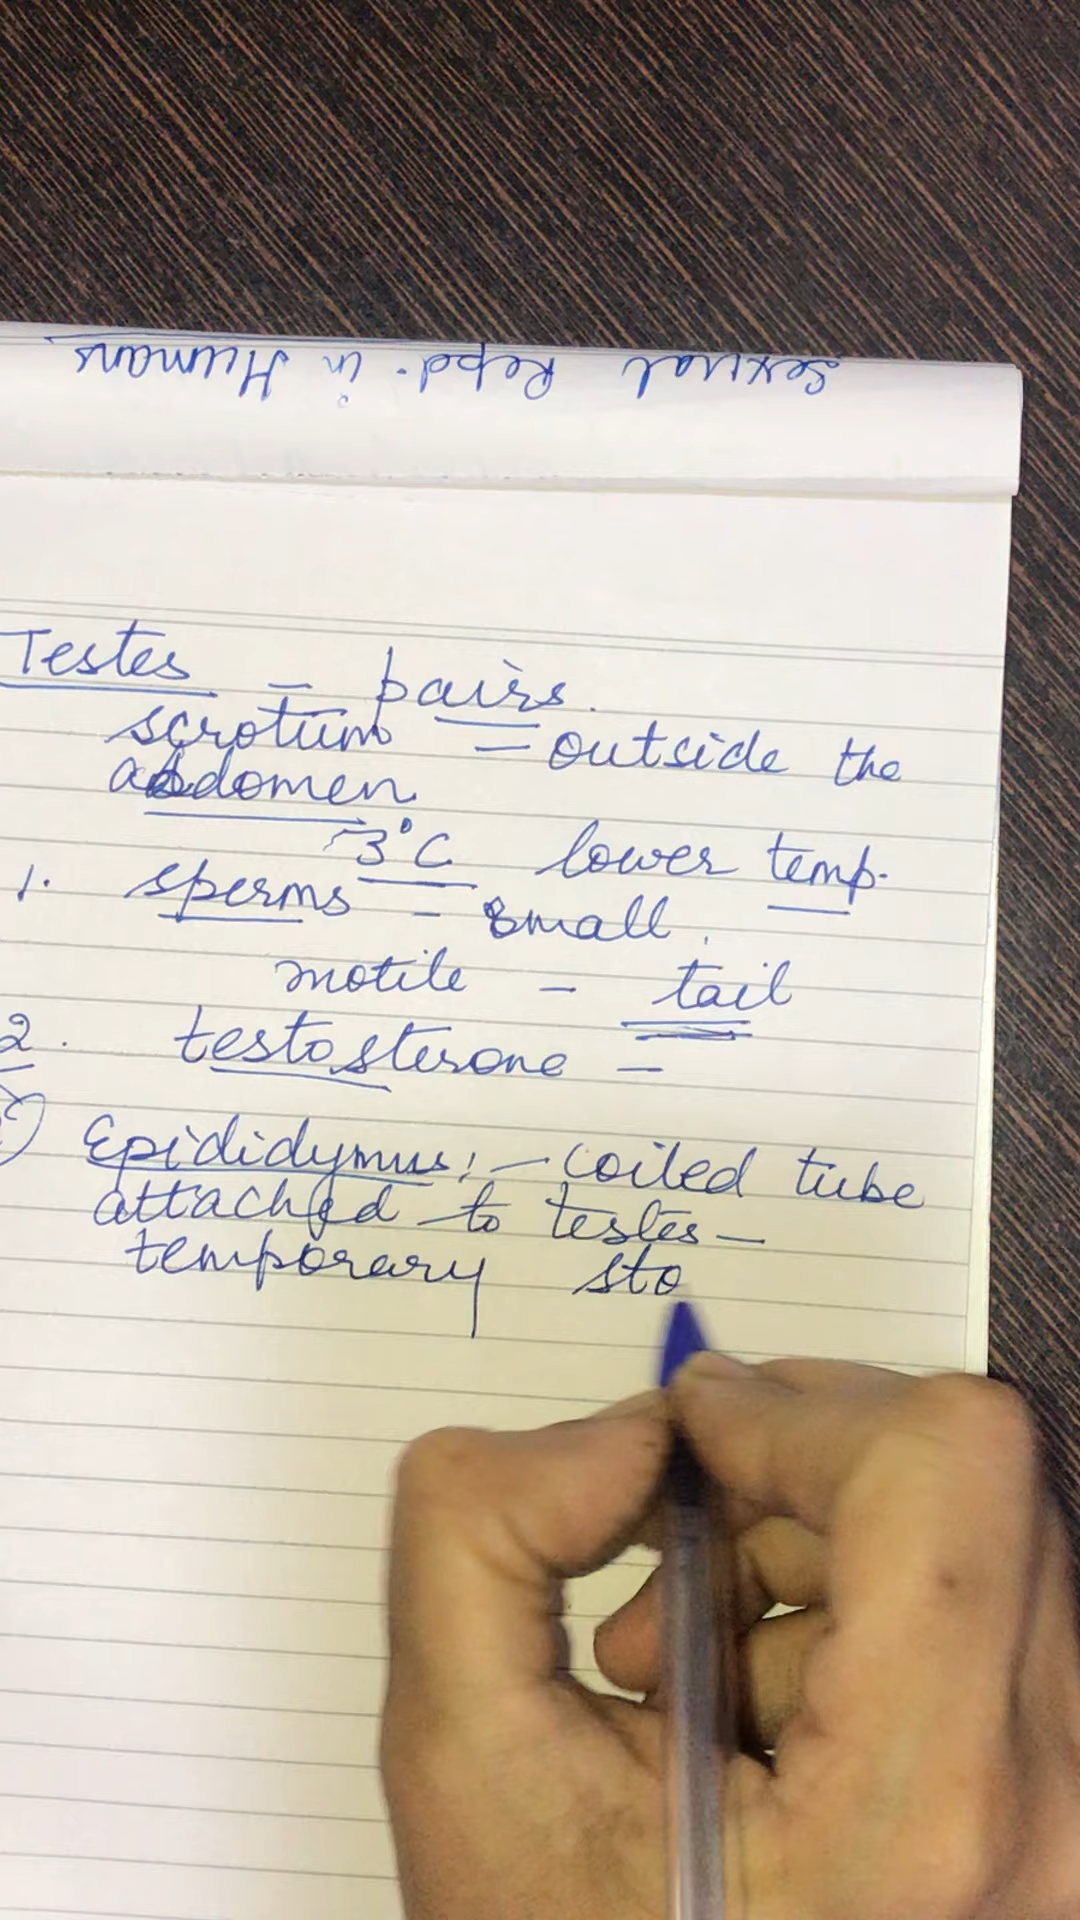 Sexual Repd. in Humans
Testes - pairs.
scrotum - outside the
abdomen
3°C lower temp.
1. sperms - small.
motile - tail
2. testosterone -
Epididymus:- coiled tube
attached to testes -
temporary sto